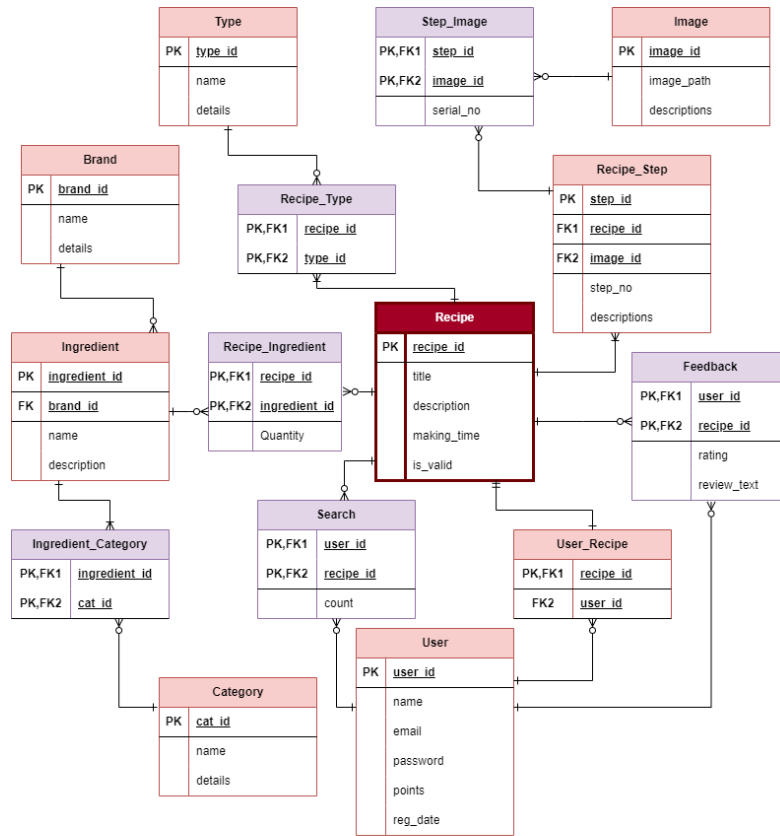 Type
PK type_id
name
details
Step_Image
PK,FK1 step_id
PK,FK2 image_id
serial_no
Image
PK image_id
image_path
descriptions
Brand
PK brand_id
name
details
Recipe_Type
PK,FK1 recipe_id
PK,FK2 type_id
Recipe_Step
PK step_id
FK1 recipe_id
FK2 image_id
step_no
descriptions
Ingredient
PK ingredient_id
FK brand_id
name
description
Recipe_Ingredient
PK,FK1 recipe_id
PK,FK2 ingredient_id
Quantity
Recipe
PK recipe_id
title
description
making_time
is_valid
Feedback
PK,FK1 user_id
PK,FK2 recipe_id
rating
review_text
Ingredient_Category
PK,FK1 ingredient_id
PK,FK2 cat_id
Search
PK,FK1 user_id
PK,FK2 recipe_id
count
User_Recipe
PK,FK1 recipe_id
FK2 user_id
Category
PK cat_id
name
details
User
PK user_id
name
email
password
points
reg_date